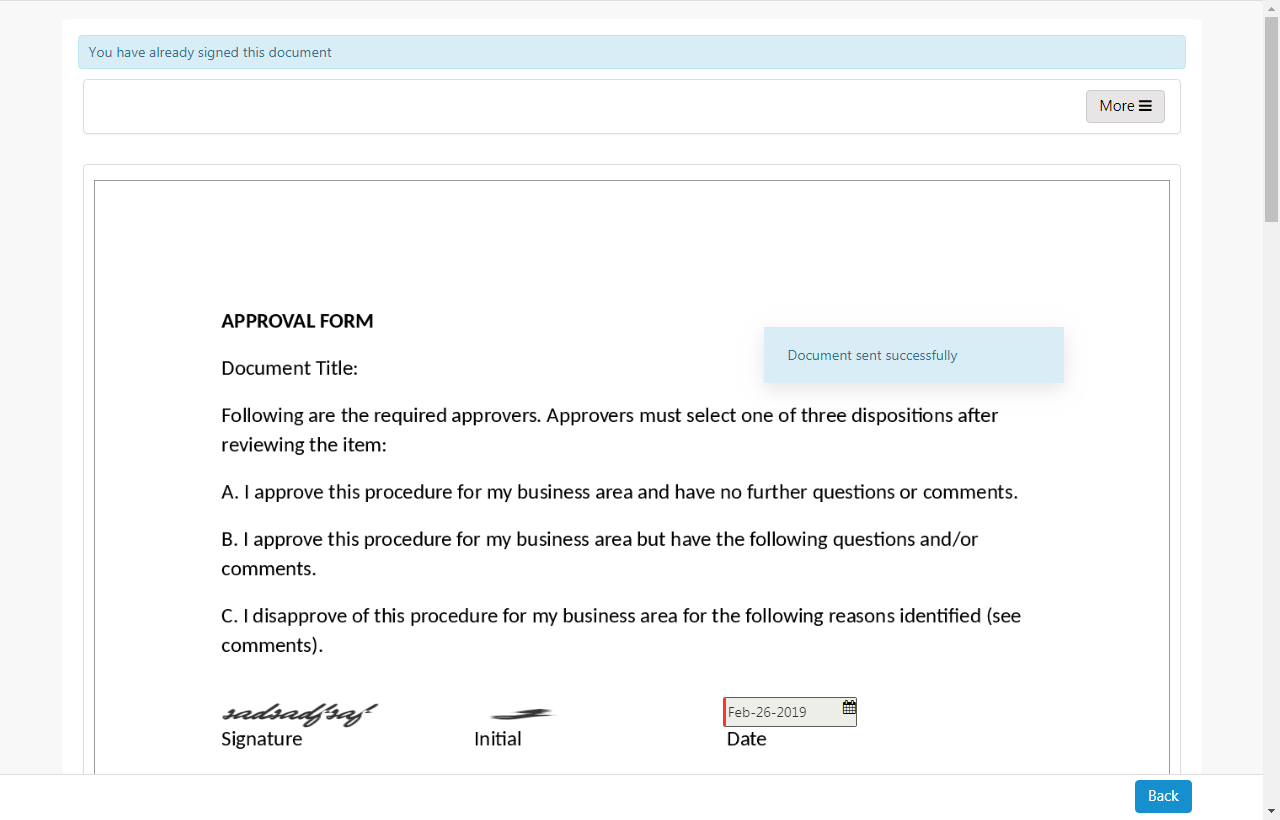 You have already signed this document
More
APPROVAL FORM
Document sent successfully
Document Title:
Following are the required approvers. Approvers must select one of three dispositions after
reviewing the item:
A. I approve this procedure for my business area and have no further questions or comments.
B. I approve this procedure for my business area but have the following questions and/or
comments.
C. I disapprove of this procedure for my business area for the following reasons identified (see
comments).
Feb-26-2019
Signature Initial Date
Back